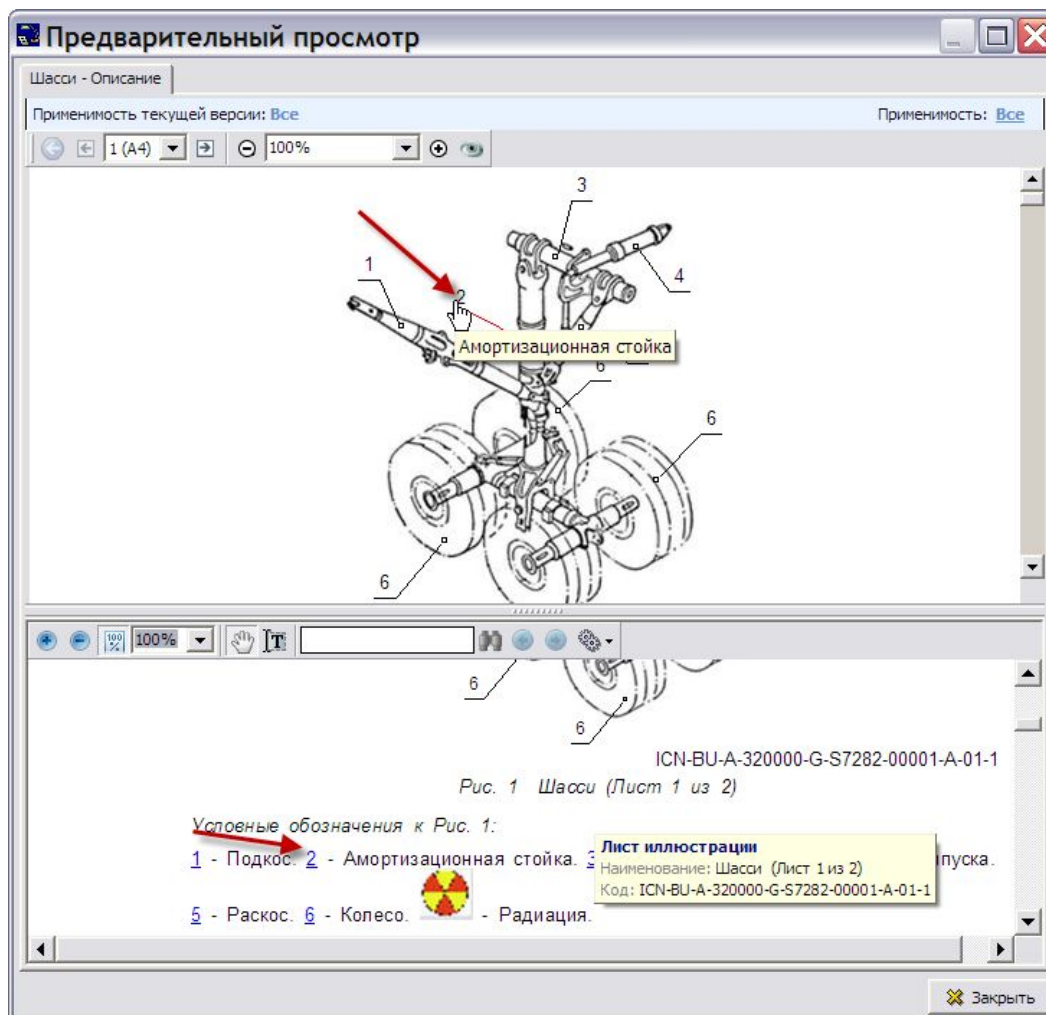 Предварительный просмотр
Шасси - Описание
Применимость текущей версии: Все Применимость: Все
1 (A4) 100%
3
1
4
2
Амортизационная стойка
6
6
6
100% 100%
6
6
ICN-BU-A-320000-G-S7282-00001-A-01-1
Рис. 1 Шасси (Лист 1 из 2)
Условные обозначения к Рис. 1:
1 - Подкос. 2 - Амортизационная стойка. 3
Лист иллюстрации
Наименование: Шасси (Лист 1 из 2)
Код: ICN-BU-A-320000-G-S7282-00001-A-01-1
5 - Раскос. 6 - Колесо. - Радиация.
Закрыть